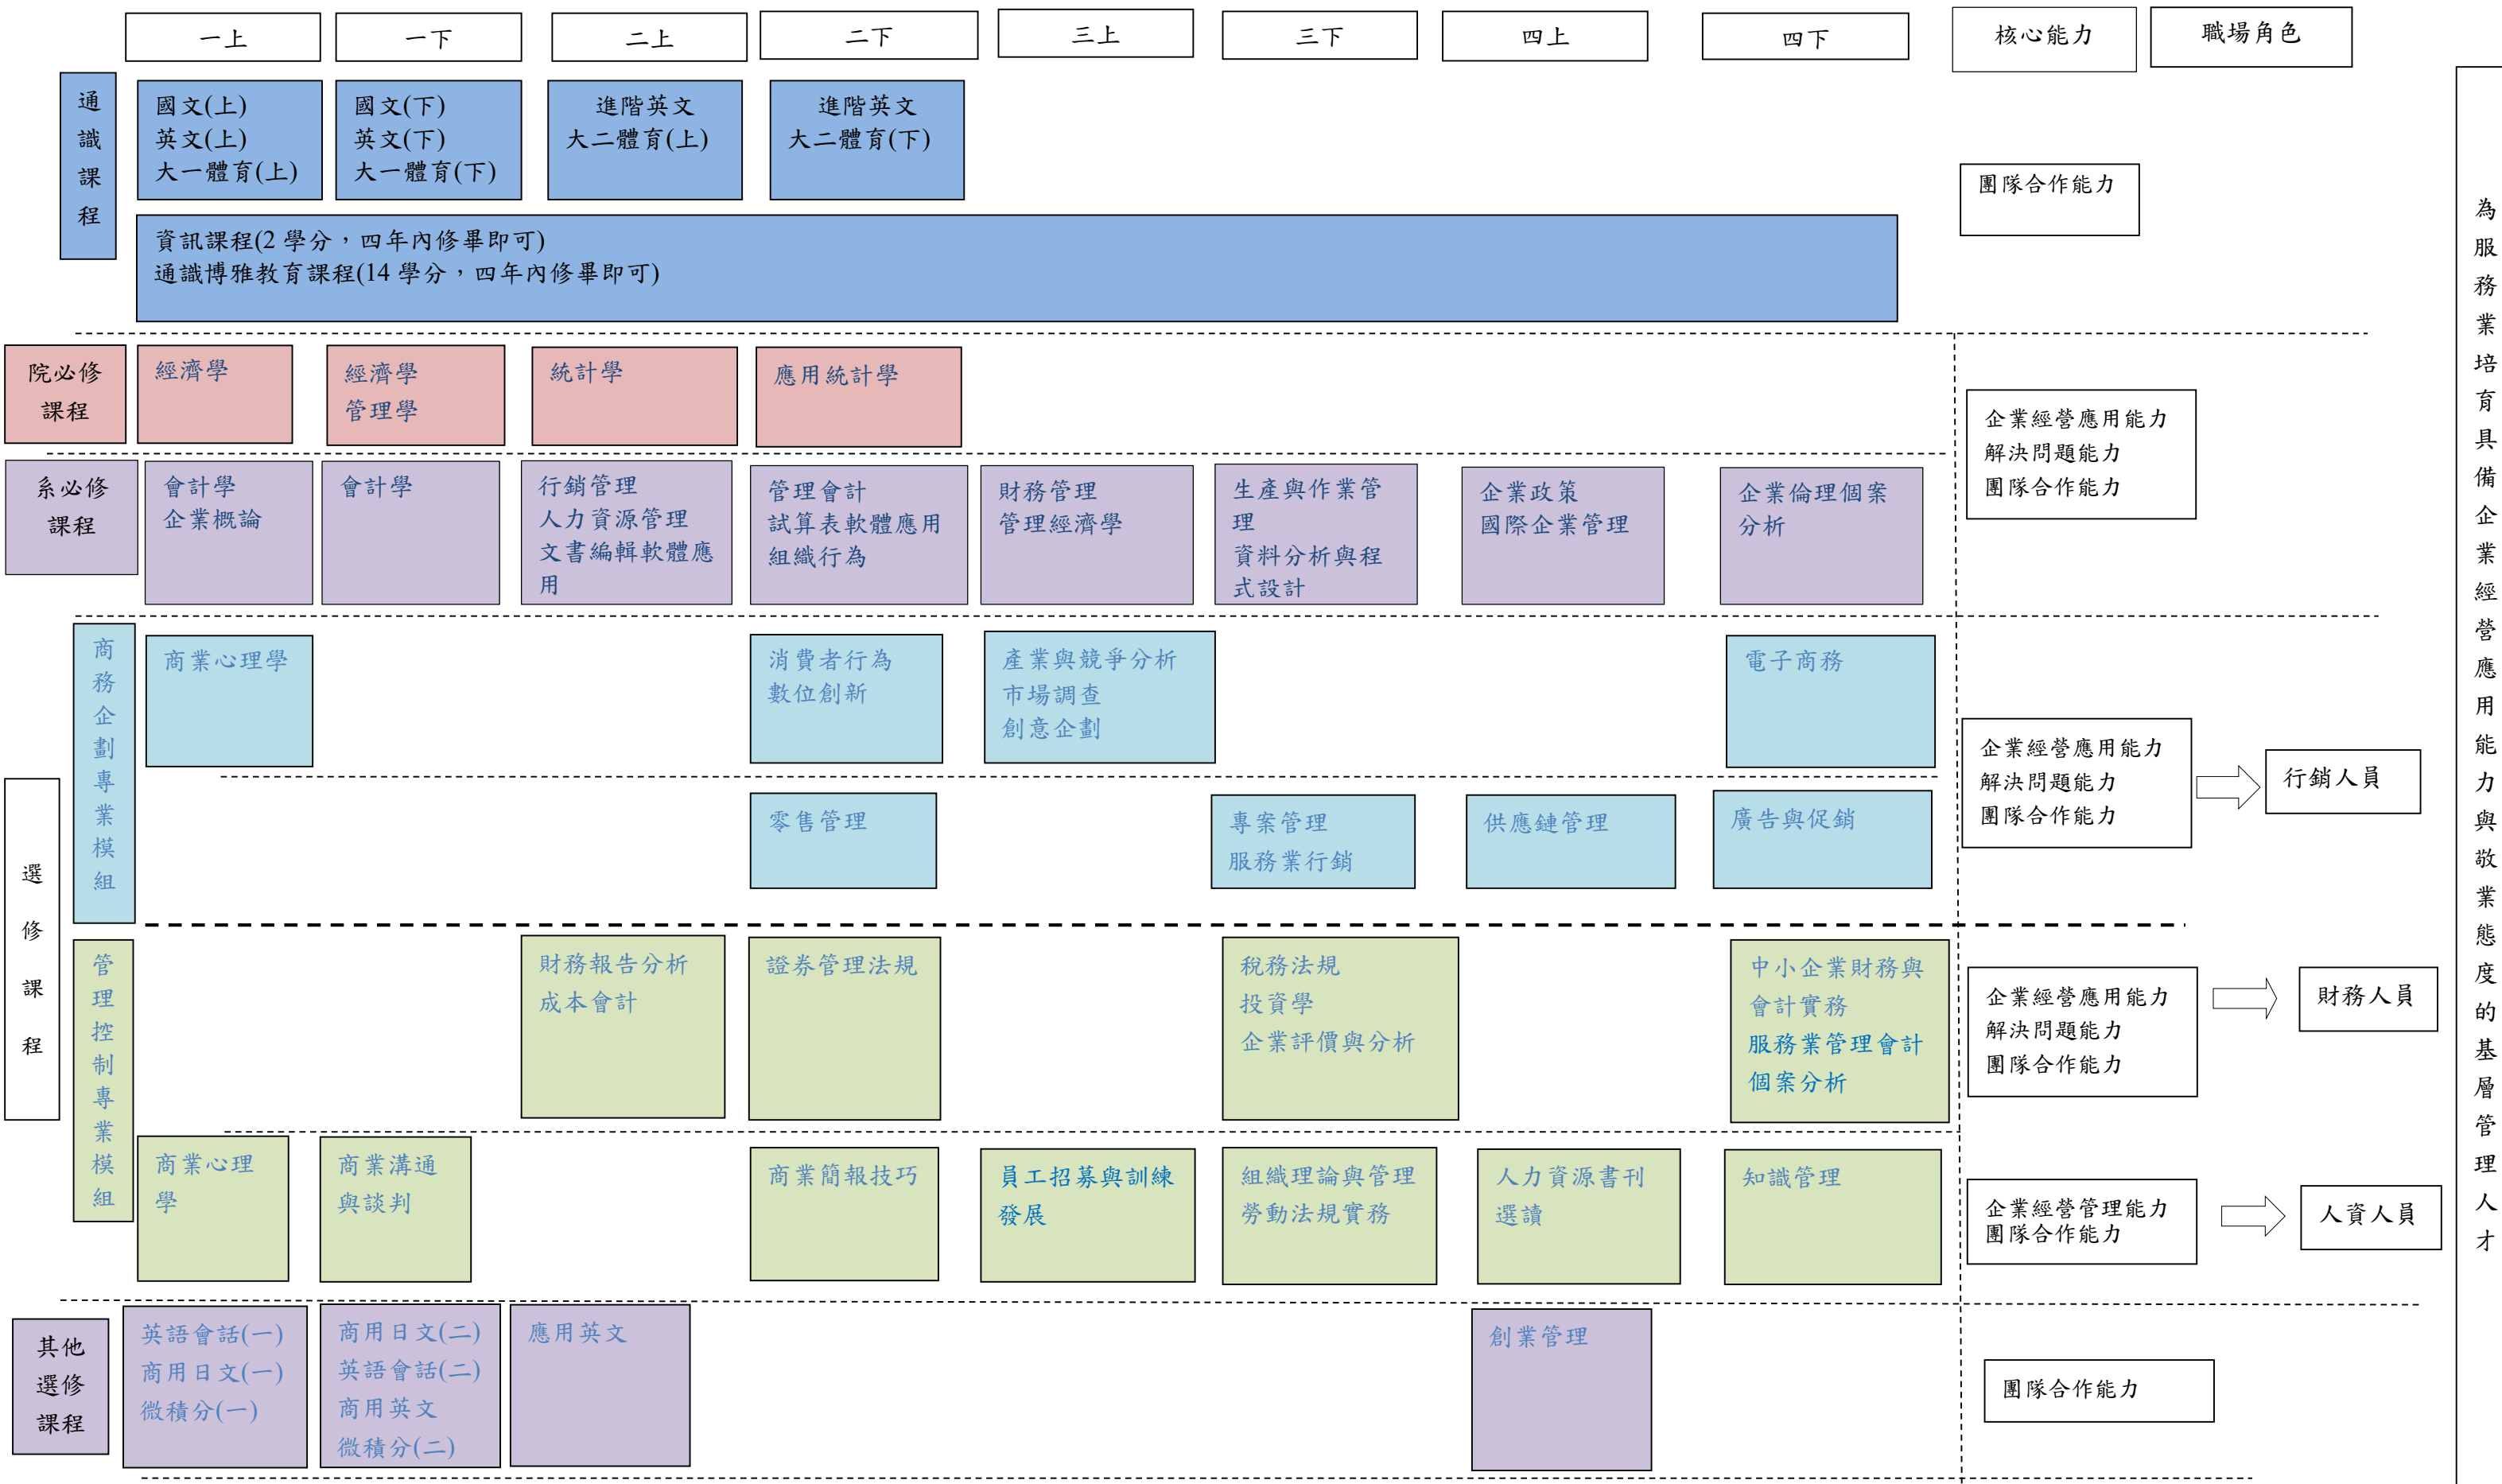 一上
一下
二上
二下
三上
三下
四上
四下
核心能力
職場角色
通識課程
國文(上)
英文(上)
大一體育(上)
國文(下)
英文(下)
大一體育(下)
進階英文
大二體育(上)
進階英文
大二體育(下)
資訊課程(2 學分，四年內修畢即可)
通識博雅教育課程(14 學分，四年內修畢即可)
團隊合作能力
院必修
課程
經濟學
經濟學
管理學
統計學
應用統計學
系必修
課程
會計學
企業概論
會計學
行銷管理
人力資源管理
文書編輯軟體應
用
管理會計
試算表軟體應用
組織行為
財務管理
管理經濟學
生產與作業管
理
資料分析與程
式設計
企業政策
國際企業管理
企業倫理個案
分析
企業經營應用能力
解決問題能力
團隊合作能力
選修課程
商務企劃專業模組
商業心理學
消費者行為
數位創新
產業與競爭分析
市場調查
創意企劃
電子商務
零售管理
專案管理
服務業行銷
供應鏈管理
廣告與促銷
企業經營應用能力
解決問題能力
團隊合作能力
行銷人員
管理控制專業模組
財務報告分析
成本會計
證券管理法規
稅務法規
投資學
企業評價與分析
中小企業財務與
會計實務
服務業管理會計
個案分析
企業經營應用能力
解決問題能力
團隊合作能力
財務人員
商業心理
學
商業溝通
與談判
商業簡報技巧
員工招募與訓練
發展
組織理論與管理
勞動法規實務
人力資源書刊
選讀
知識管理
企業經營管理能力
團隊合作能力
人資人員
其他
選修
課程
英語會話(一)
商用日文(一)
微積分(一)
商用日文(二)
英語會話(二)
商用英文
微積分(二)
應用英文
創業管理
團隊合作能力
為服務業培育具備企業經營應用能力與敬業態度的基層管理人才